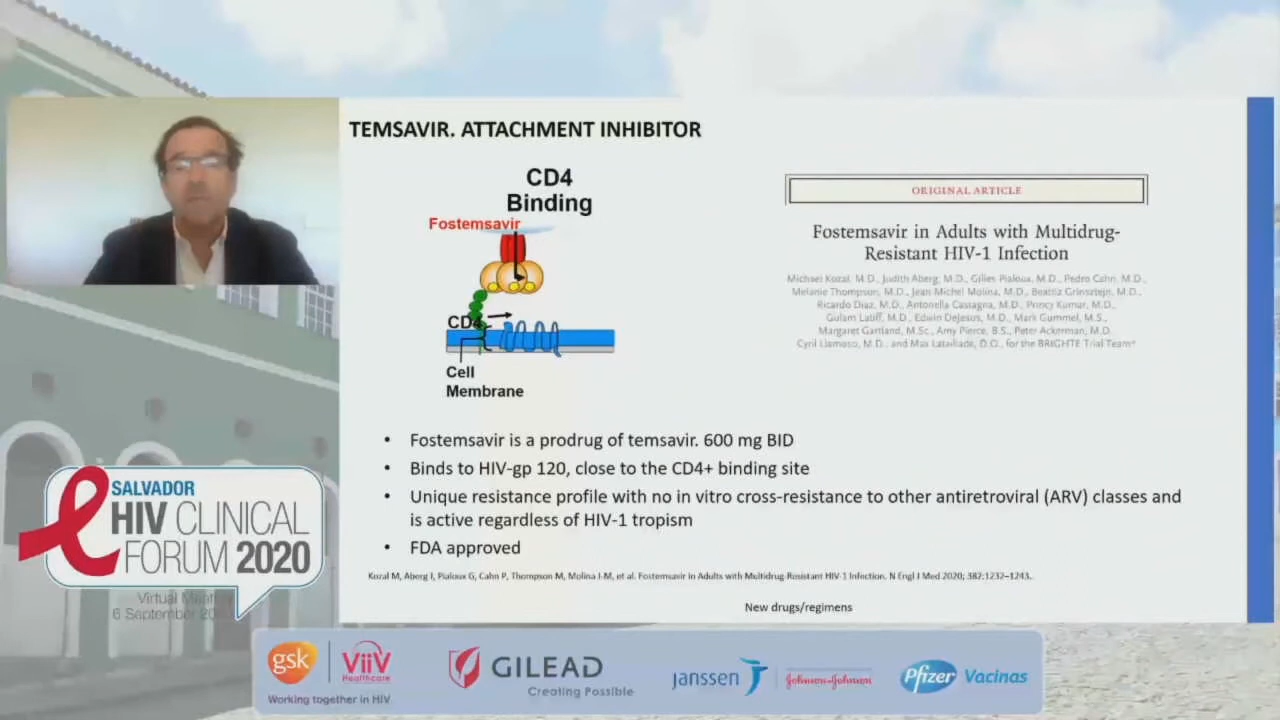 TEMSAVIR. ATTACHMENT INHIBITOR
CD4
Binding
Fostemsavir
CD4
Cell
Membrane
ORIGINAL ARTICLE
Fostemsavir in Adults with Multidrug-
Resistant HIV-1 Infection
Michael Kozal, M.D., Judith Aberg, M.D., Gilles Pialoux, M.D., Pedro Cahn, M.D.,
Melanie Thompson, M.D., Jean-Michel Molina, M.D., Beatriz Grinsztejn, M.D.,
Ricardo Diaz, M.D., Antonella Castagna, M.D., Princy Kumar, M.D.,
Gulam Latiff, M.D., Edwin DeJesus, M.D., Mark Gummel, M.S.,
Margaret Gartland, M.Sc., Amy Pierce, B.S., Peter Ackerman, M.D.
Cyril Llamoso, M.D., and Max Lataillade, D.O., for the BRIGHTE Trial Team*
• Fostemsavir is a prodrug of temsavir. 600 mg BID
• Binds to HIV-gp 120, close to the CD4+ binding site
• Unique resistance profile with no in vitro cross-resistance to other antiretroviral (ARV) classes and
is active regardless of HIV-1 tropism
• FDA approved
Kozal M, Aberg J, Pialoux G, Cahn P, Thompson M, Molina J-M, et al. Fostemsavir in Adults with Multidrug-Resistant HIV-1 Infection. N Engl J Med 2020; 382:1232–1243.
New drugs/regimens
SALVADOR
HIV CLINICAL
FORUM 2020
Virtual Meeting
6 September
gsk
ViiV
Healthcare
Working together in HIV
GILEAD
Creating Possible
janssen
Johnson & Johnson
Pfizer Vacinas